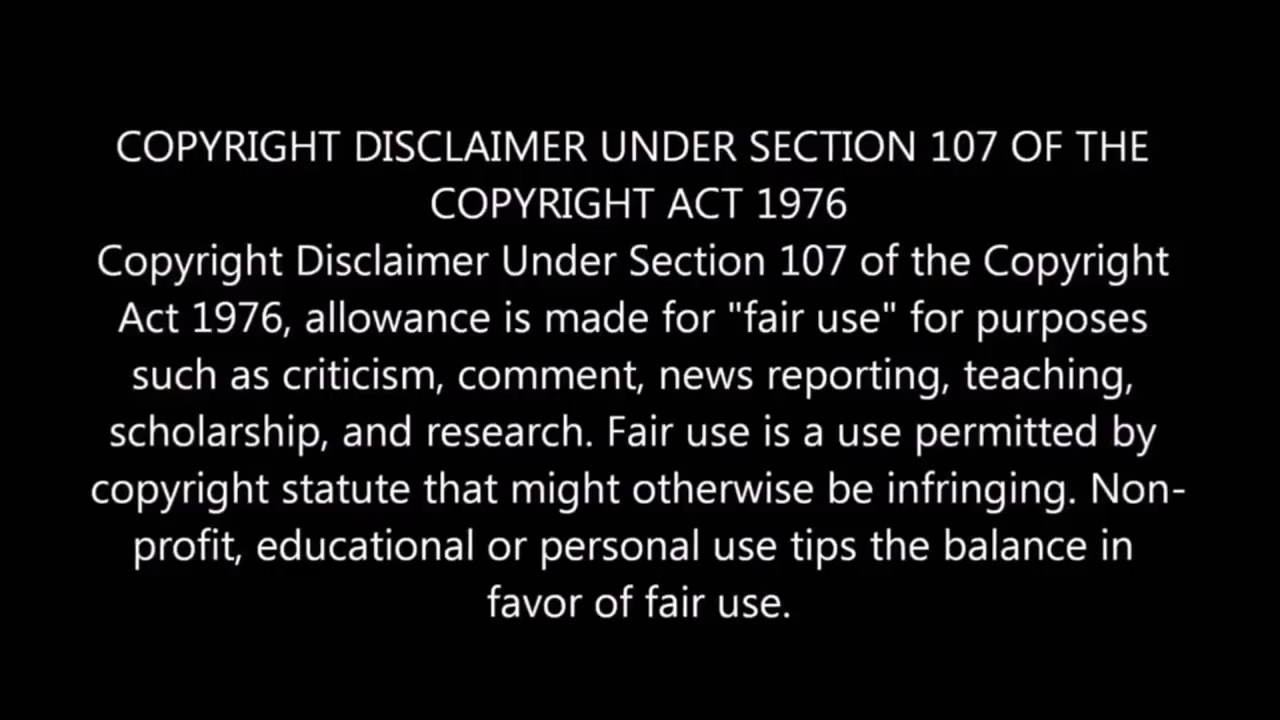 COPYRIGHT DISCLAIMER UNDER SECTION 107 OF THE
COPYRIGHT ACT 1976
Copyright Disclaimer Under Section 107 of the Copyright
Act 1976, allowance is made for "fair use" for purposes
such as criticism, comment, news reporting, teaching,
scholarship, and research. Fair use is a use permitted by
copyright statute that might otherwise be infringing. Non-
profit, educational or personal use tips the balance in
favor of fair use.